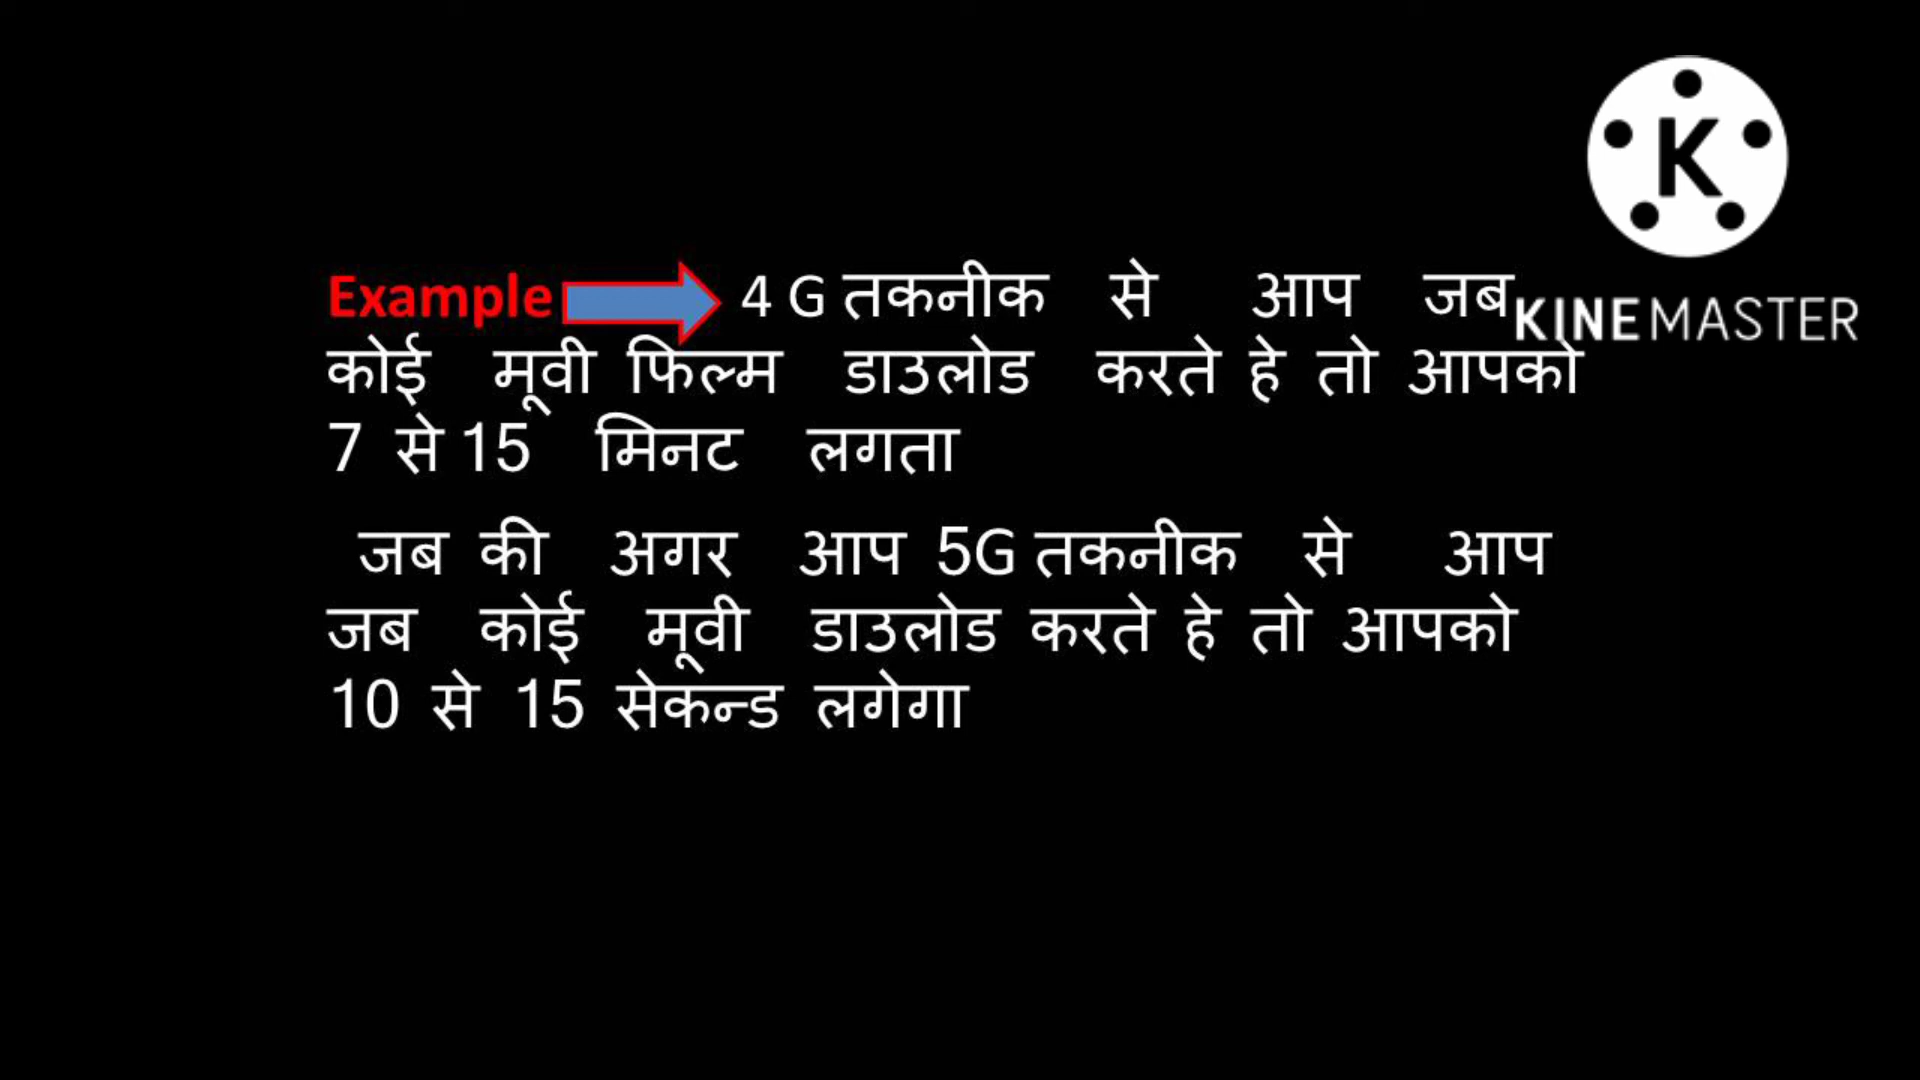 Example 4 G तकनीक से आप जब
कोई मूवी फिल्म डाउलोड करते हे तो आपको
7 से 15 मिनट लगता
जब की अगर आप 5G तकनीक से आप
जब कोई मूवी डाउलोड करते हे तो आपको
10 से 15 सेकन्ड लगेगा
K
KINEMASTER